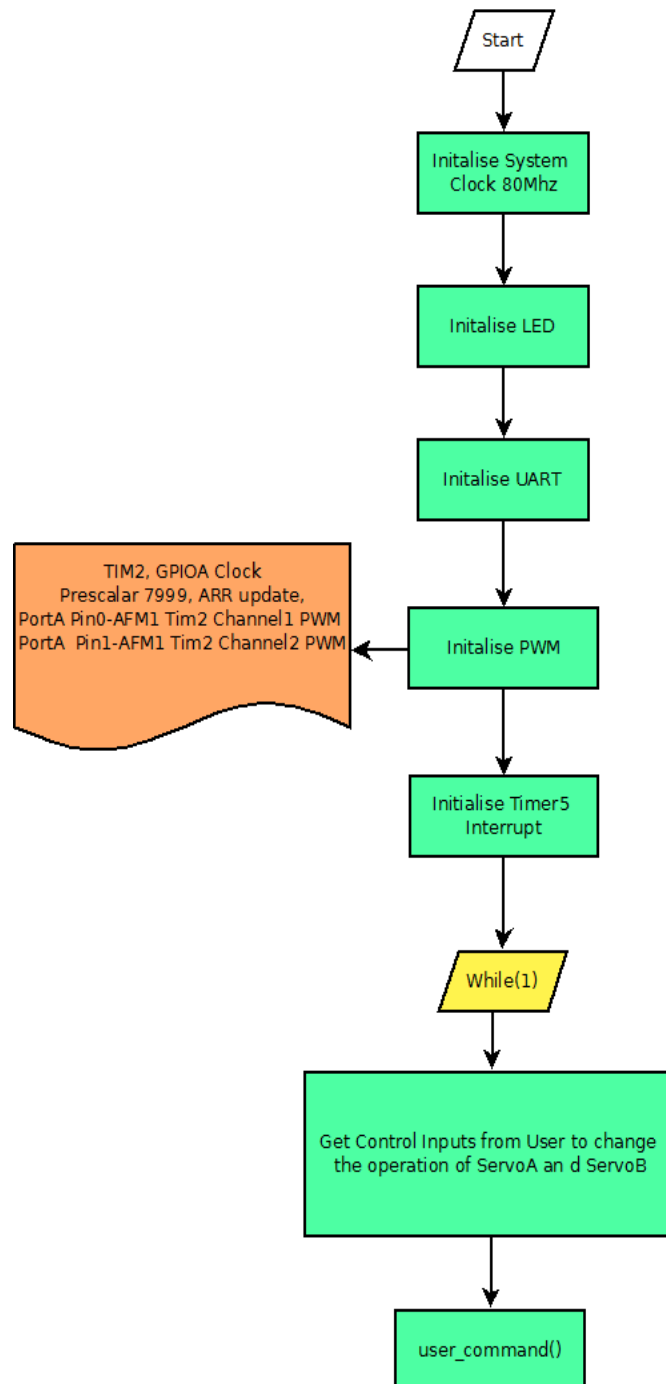 Start
Initalise System
Clock 80Mhz
Initalise LED
Initalise UART
TIM2, GPIOA Clock
Prescalar 7999, ARR update,
PortA Pin0-AFM1 Tim2 Channel1 PWM
PortA Pin1-AFM1 Tim2 Channel2 PWM
Initalise PWM
Initialise Timer5
Interrupt
While(1)
Get Control Inputs from User to change
the operation of ServoA an d ServoB
user_command()